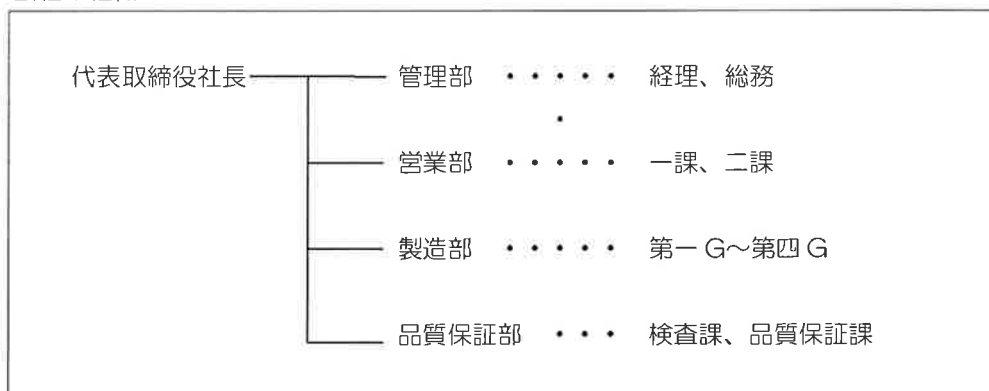 代表取締役社長 管理部 ・・・・・ 経理、総務
営業部 ・・・・・ 一課、二課
製造部 ・・・・・ 第一G～第四G
品質保証部 ・・・ 検査課、品質保証課